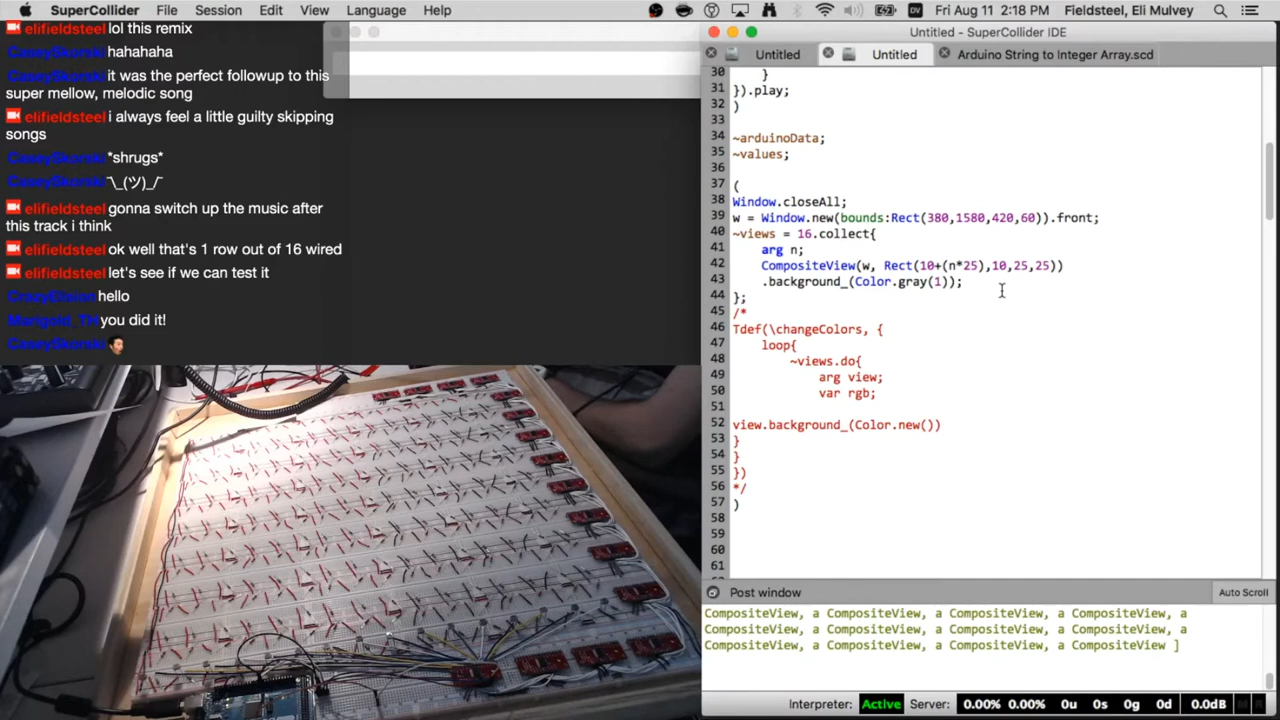 SuperCollider File Session Edit View Language Help Fri Aug 11 2:18 PM Fieldsteel, Eli Mulvey
elifieldsteel lol this remix
CaseySkorski hahahaha
CaseySkorski it was the perfect followup to this
super mellow, melodic song
elifieldsteel i always feel a little guilty skipping
songs
CaseySkorski *shrugs*
CaseySkorski ¯\_(ツ)_/¯
elifieldsteel gonna switch up the music after
this track i think
elifieldsteel ok well that's 1 row out of 16 wired
elifieldsteel let's see if we can test it
hello
you did it!
CaseySkorski
Untitled - SuperCollider IDE
Untitled Untitled Arduino String to Integer Array.scd
30 }
31 }).play;
32 )
33
34 ~arduinoData;
35 ~values;
36
37 (
38 Window.closeAll;
39 w = Window.new(bounds:Rect(380,1580,420,60)).front;
40 ~views = 16.collect{
41 arg n;
42 CompositeView(w, Rect(10+(n*25),10,25,25))
43 .background_(Color.gray(1));
44 };
45 /*
46 Tdef(\changeColors, {
47 loop{
48 ~views.do{
49 arg view;
50 var rgb;
51
52 view.background_(Color.new())
53 }
54 }
55 })
56 */
57 )
58
59
60
Post window Auto Scroll
CompositeView, a CompositeView, a CompositeView, a CompositeView, a
CompositeView, a CompositeView, a CompositeView, a CompositeView, a
CompositeView, a CompositeView, a CompositeView, a CompositeView ]
Interpreter: Active Server: 0.00% 0.00% 0u 0s 0g 0d 0.0dB M R